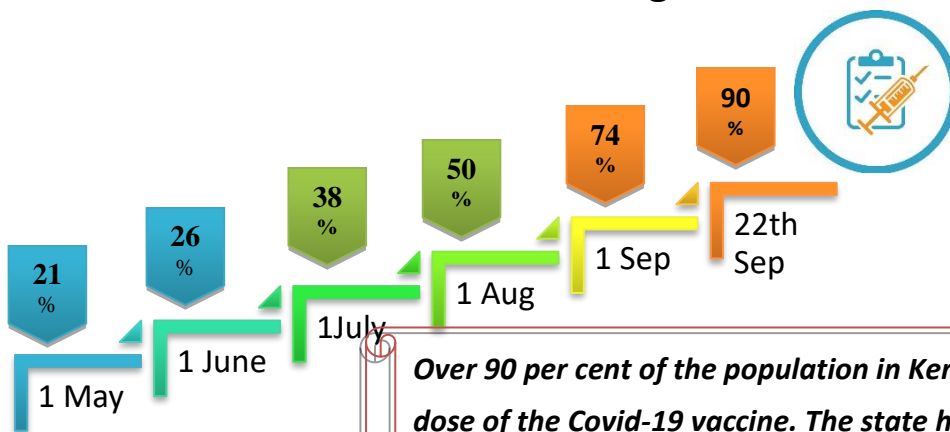 90
%
74
%
50
%
38
%
26
%
21
%
22th
Sep
1 Sep
1 Aug
1July
1 June
1 May
Over 90 per cent of the population in
dose of the Covid-19 vaccine. The state